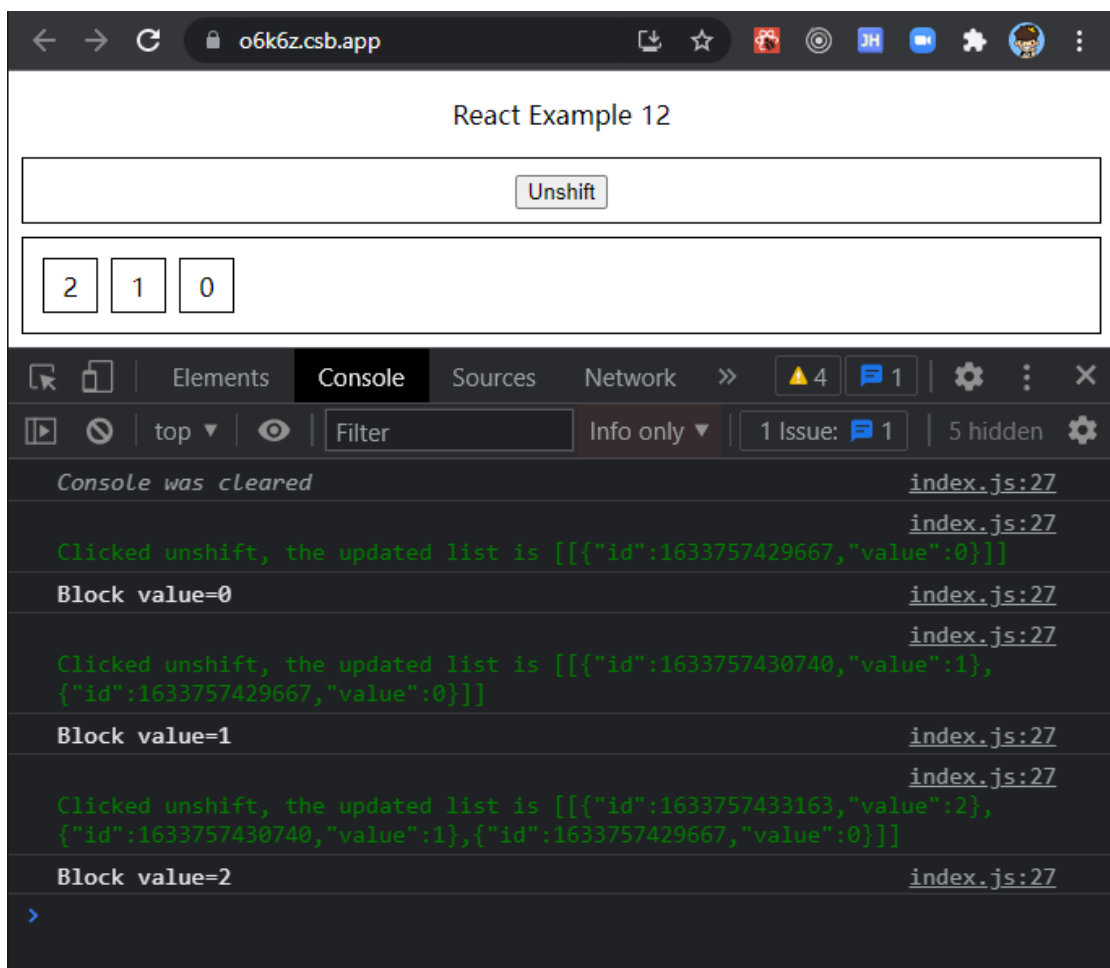 o6k6z.csb.app
JH
React Example 12
Unshift
2 1 0
Elements Console Sources Network » 4 1
top ▼ Filter Info only ▼ 1 Issue: 1 5 hidden
Console was cleared index.js:27
index.js:27
Clicked unshift, the updated list is [[{"id":1633757429667,"value":0}]]
Block value=0 index.js:27
index.js:27
Clicked unshift, the updated list is [[{"id":1633757430740,"value":1},
{"id":1633757429667,"value":0}]]
Block value=1 index.js:27
index.js:27
Clicked unshift, the updated list is [[{"id":1633757433163,"value":2},
{"id":1633757430740,"value":1},{"id":1633757429667,"value":0}]]
Block value=2 index.js:27